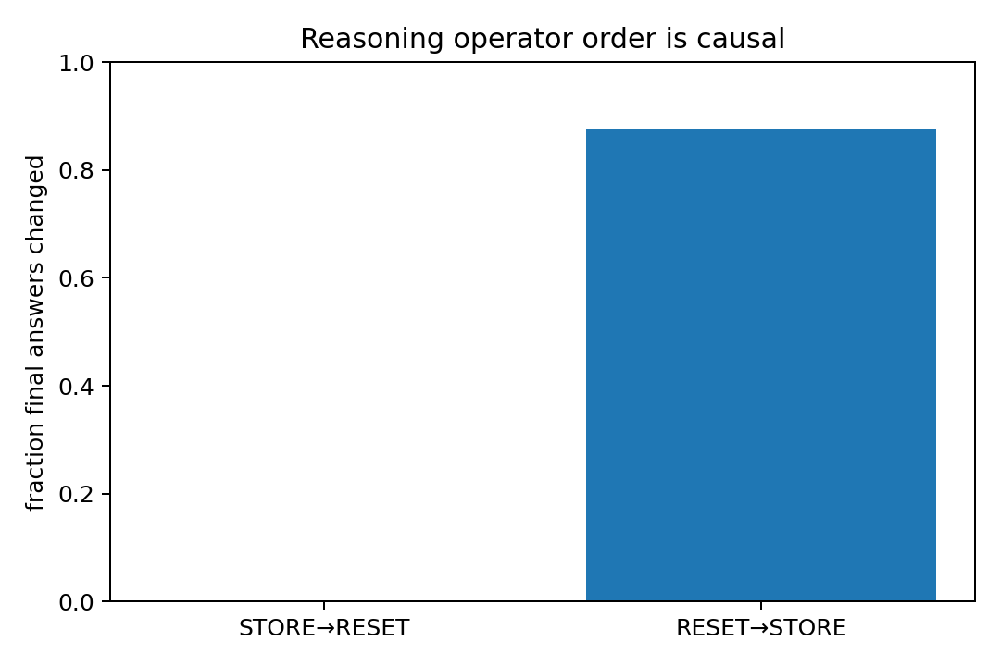 Reasoning operator order is causal
fraction final answers changed
1.0
0.8
0.6
0.4
0.2
0.0
STORE→RESET
RESET→STORE